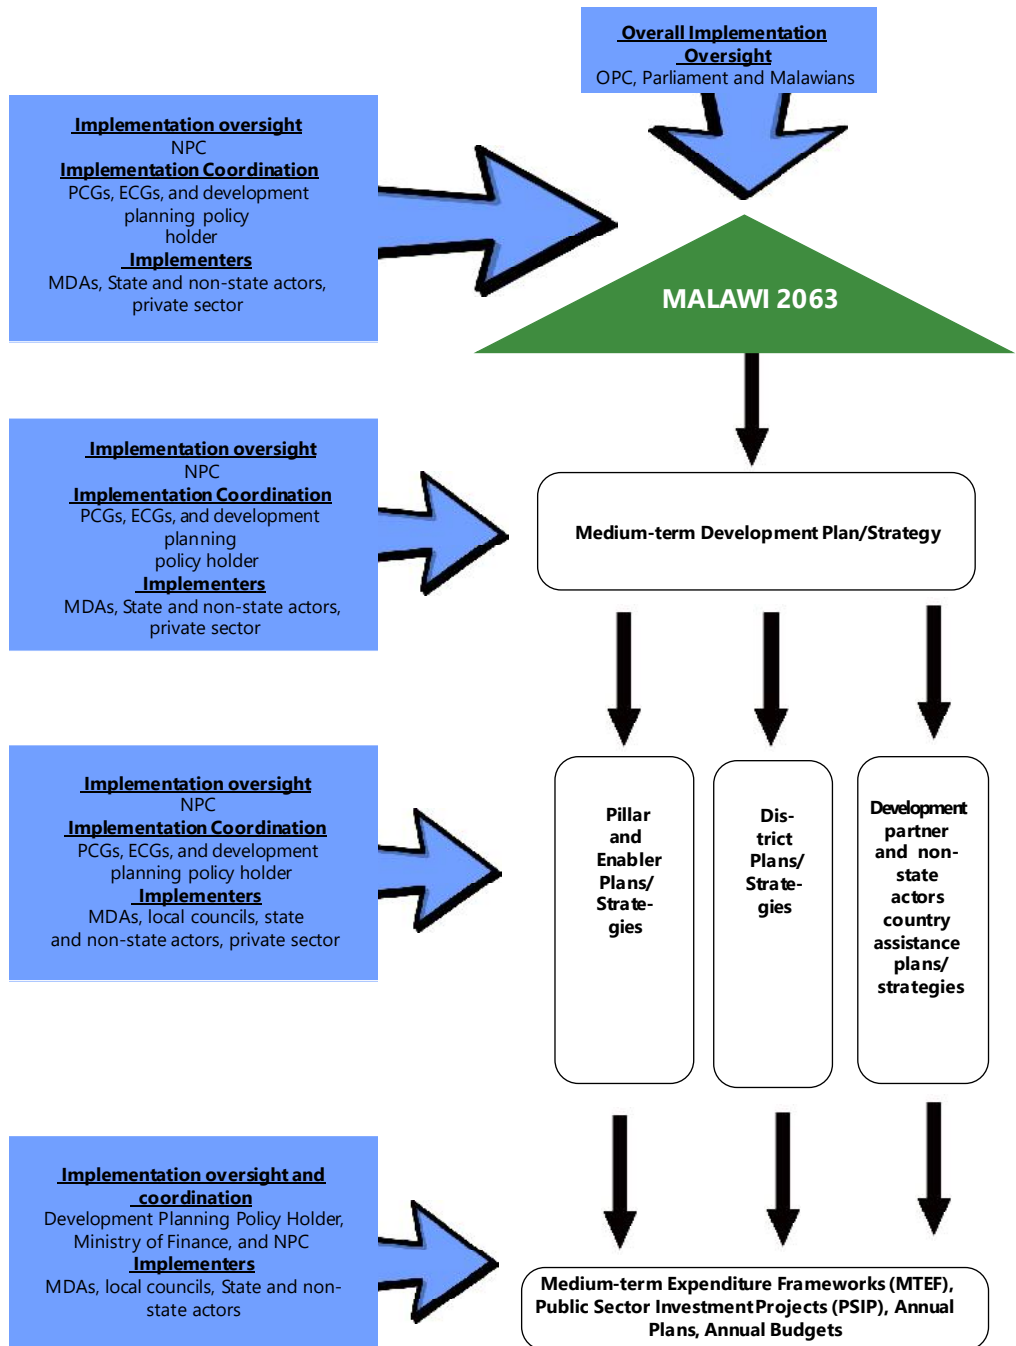 Overall Implementation
Oversight
OPC, Parliament and Malawians
Implementation oversight
NPC
Implementation Coordination
PCGs, ECGs, and development
planning policy
holder
Implementers
MDAs, State and non-state actors,
private sector
MALAWI 2063
Implementation oversight
NPC
Implementation Coordination
PCGs, ECGs, and development
planning
policy holder
Implementers
MDAs, State and non-state actors,
private sector
Medium-term Development Plan/Strategy
Implementation oversight
NPC
Implementation Coordination
PCGs, ECGs, and development
planning policy holder
Implementers
MDAs, local councils, state
and non-state actors, private sector
Pillar
and
Enabler
Plans/
Strate-
gies
Dis-
trict
Plans/
Strate-
gies
Development
partner
and non-
state
actors
country
assistance
plans/
strategies
Implementation oversight and
coordination
Development Planning Policy Holder,
Ministry of Finance, and NPC
Implementers
MDAs, local councils, State and non-
state actors
Medium-term Expenditure Frameworks (MTEF),
Public Sector Investment Projects (PSIP), Annual
Plans, Annual Budgets